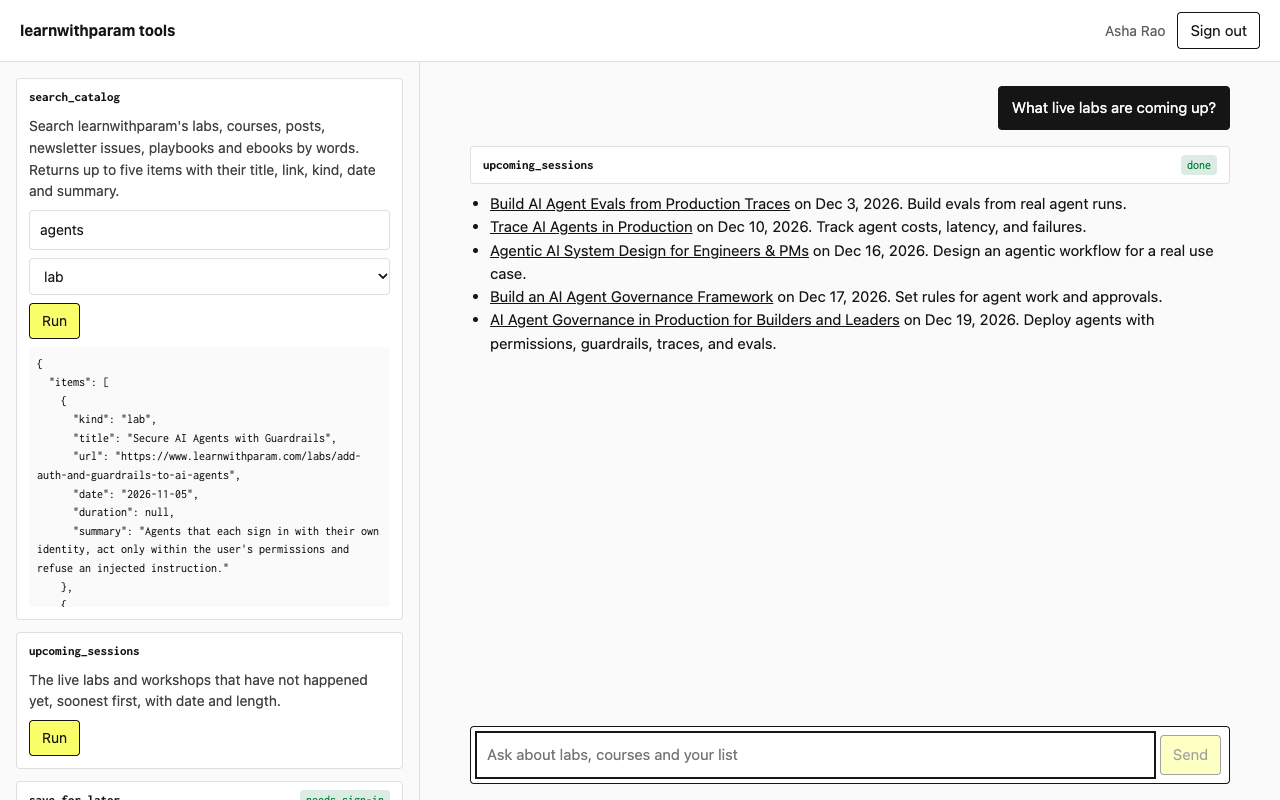 learnwithparam tools
Asha Rao
Sign out
search_catalog
Search learnwithparam's labs, courses, posts,
newsletter issues, playbooks and ebooks by words.
Returns up to five items with their title, link, kind, date
and summary.
agents
lab
Run
{
"items": [
{
"kind": "lab",
"title": "Secure AI Agents with Guardrails",
"url": "https://www.learnwithparam.com/labs/add-
auth-and-guardrails-to-ai-agents",
"date": "2026-11-05",
"duration": null,
"summary": "Agents that each sign in with their own
identity, act only within the user's permissions and
refuse an injected instruction."
},
{
upcoming_sessions
The live labs and workshops that have not happened
yet, soonest first, with date and length.
Run
save_for_later
needs sign-in
What live labs are coming up?
upcoming_sessions
done
• Build AI Agent Evals from Production Traces on Dec 3, 2026. Build evals from real agent runs.
• Trace AI Agents in Production on Dec 10, 2026. Track agent costs, latency, and failures.
• Agentic AI System Design for Engineers & PMs on Dec 16, 2026. Design an agentic workflow for a real use
case.
• Build an AI Agent Governance Framework on Dec 17, 2026. Set rules for agent work and approvals.
• AI Agent Governance in Production for Builders and Leaders on Dec 19, 2026. Deploy agents with
permissions, guardrails, traces, and evals.
Ask about labs, courses and your list
Send